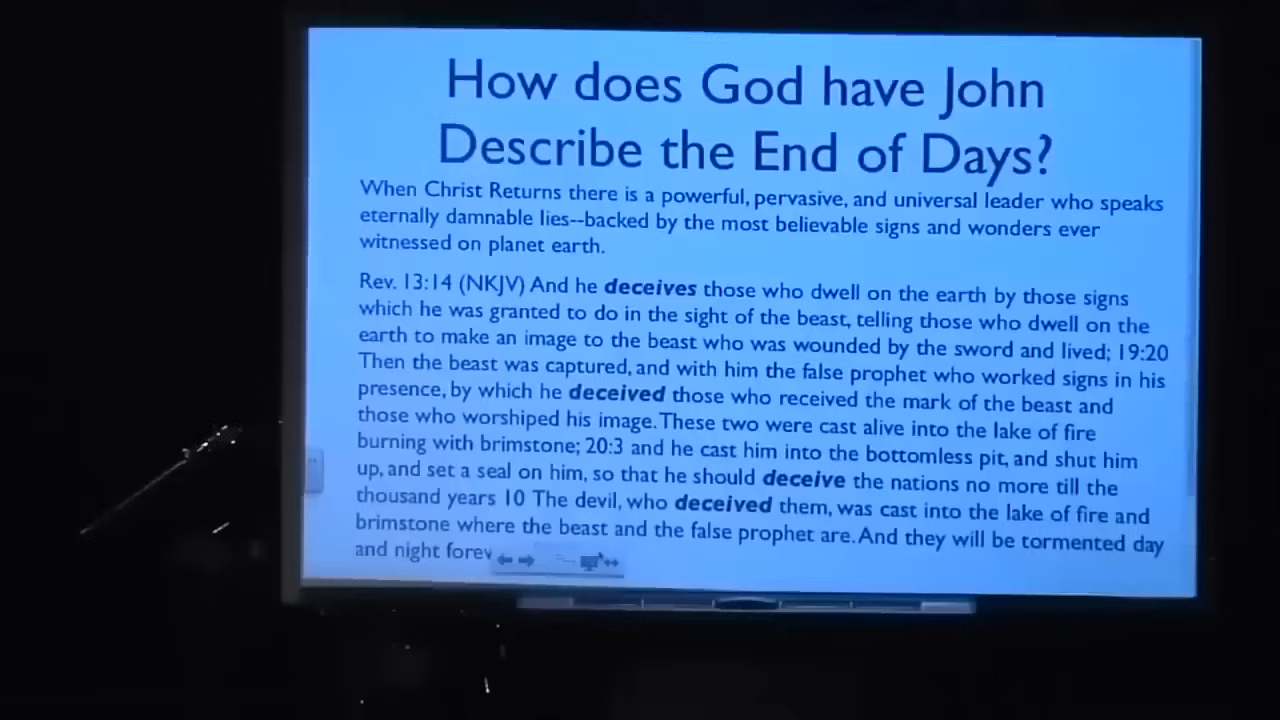 How does God have John
Describe the End of Days?
When Christ Returns there is a powerful, pervasive, and universal leader who speaks
eternally damnable lies--backed by the most believable signs and wonders ever
witnessed on planet earth.
Rev. 13:14 (NKJV) And he deceives those who dwell on the earth by those signs
which he was granted to do in the sight of the beast, telling those who dwell on the
earth to make an image to the beast who was wounded by the sword and lived; 19:20
Then the beast was captured, and with him the false prophet who worked signs in his
presence, by which he deceived those who received the mark of the beast and
those who worshiped his image. These two were cast alive into the lake of fire
burning with brimstone; 20:3 and he cast him into the bottomless pit, and shut him
up, and set a seal on him, so that he should deceive the nations no more till the
thousand years 10 The devil, who deceived them, was cast into the lake of fire and
brimstone where the beast and the false prophet are. And they will be tormented day
and night forev